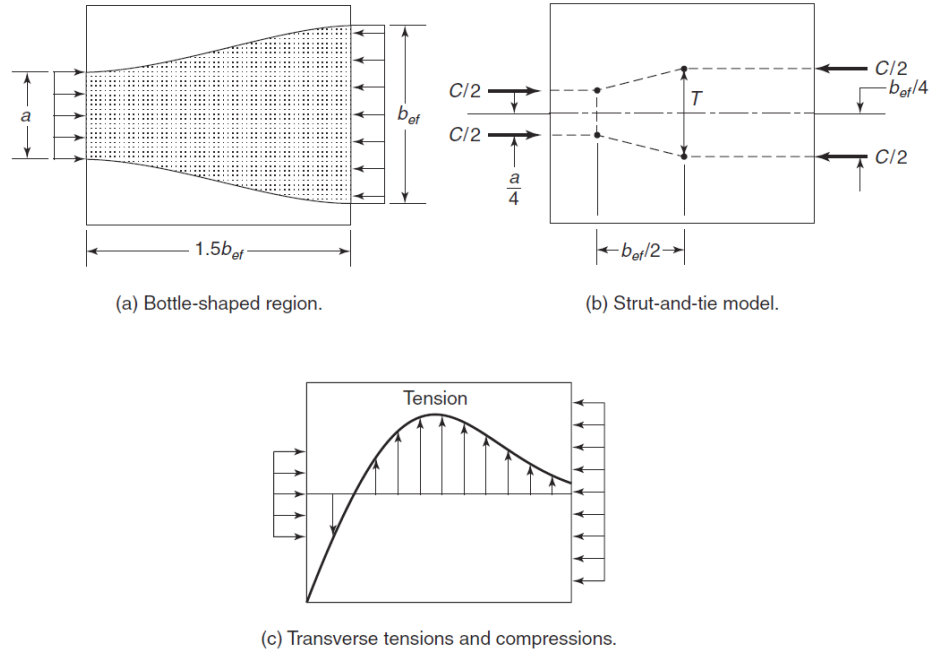 a
b_ef
1.5b_ef
(a) Bottle-shaped region.
C/2
C/2
a/4
T
b_ef/2
C/2
b_ef/4
C/2
(b) Strut-and-tie model.
Tension
(c) Transverse tensions and compressions.